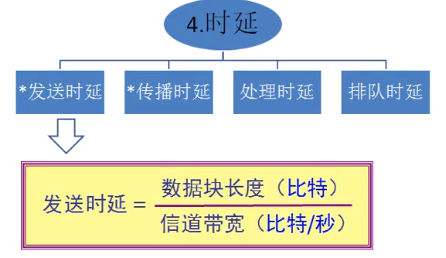 4.时延
*发送时延 *传播时延 处理时延 排队时延
发送时延 = 数据块长度（比特）
信道带宽（比特/秒）